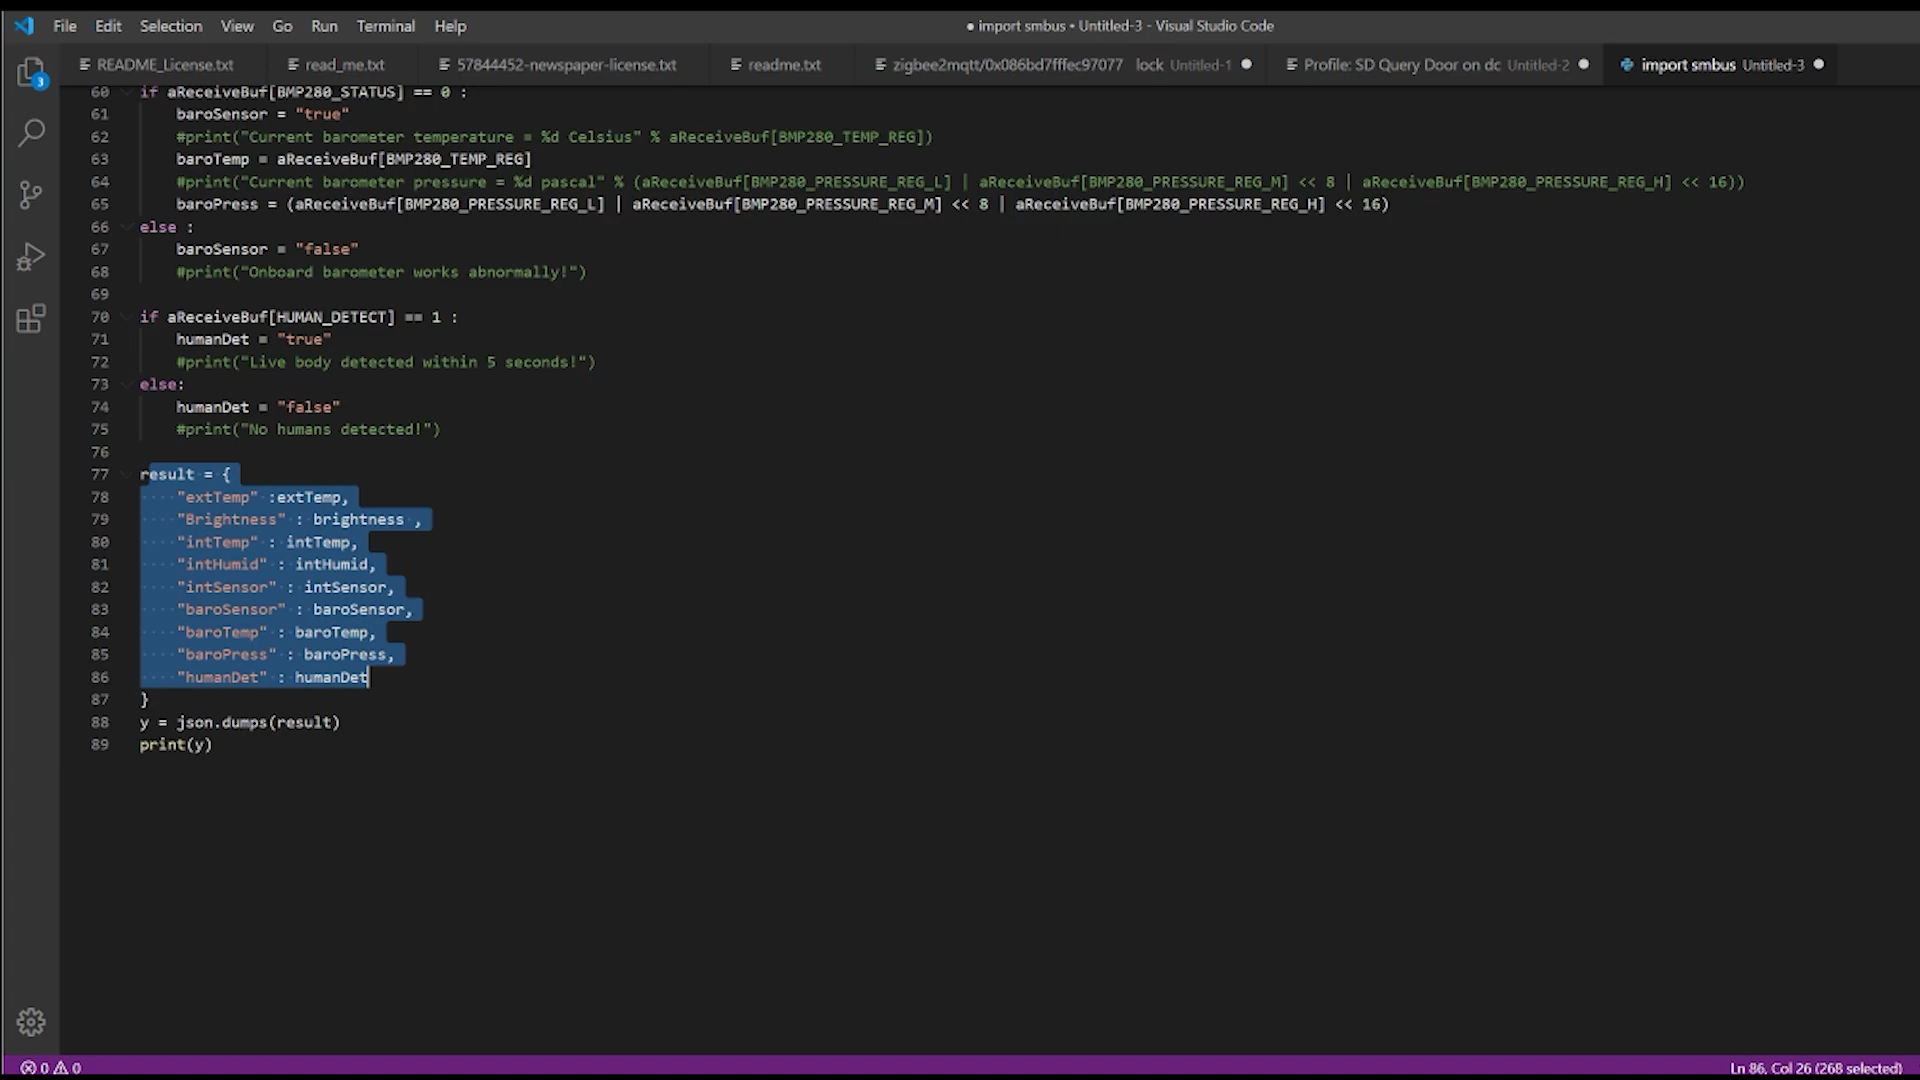 File Edit Selection View Go Run Terminal Help
● import smbus • Untitled-3 - Visual Studio Code
README_License.txt read_me.txt 57844452-newspaper-license.txt readme.txt zigbee2mqtt/0x086bd7fffec97077 lock Untitled-1 ● Profile: SD Query Door on dc Untitled-2 ● import smbus Untitled-3 ●
3
60 if aReceiveBuf[BMP280_STATUS] == 0 :
61 baroSensor = "true"
62 #print("Current barometer temperature = %d Celsius" % aReceiveBuf[BMP280_TEMP_REG])
63 baroTemp = aReceiveBuf[BMP280_TEMP_REG]
64 #print("Current barometer pressure = %d pascal" % (aReceiveBuf[BMP280_PRESSURE_REG_L] | aReceiveBuf[BMP280_PRESSURE_REG_M] << 8 | aReceiveBuf[BMP280_PRESSURE_REG_H] << 16))
65 baroPress = (aReceiveBuf[BMP280_PRESSURE_REG_L] | aReceiveBuf[BMP280_PRESSURE_REG_M] << 8 | aReceiveBuf[BMP280_PRESSURE_REG_H] << 16)
66 else :
67 baroSensor = "false"
68 #print("Onboard barometer works abnormally!")
69
70 if aReceiveBuf[HUMAN_DETECT] == 1 :
71 humanDet = "true"
72 #print("Live body detected within 5 seconds!")
73 else:
74 humanDet = "false"
75 #print("No humans detected!")
76
77 result = {
78 "extTemp" :extTemp,
79 "Brightness" : brightness ,
80 "intTemp" : intTemp,
81 "intHumid" : intHumid,
82 "intSensor" : intSensor,
83 "baroSensor" : baroSensor,
84 "baroTemp" : baroTemp,
85 "baroPress" : baroPress,
86 "humanDet" : humanDet
87 }
88 y = json.dumps(result)
89 print(y)
0 0 Ln 86, Col 26 (268 selected)